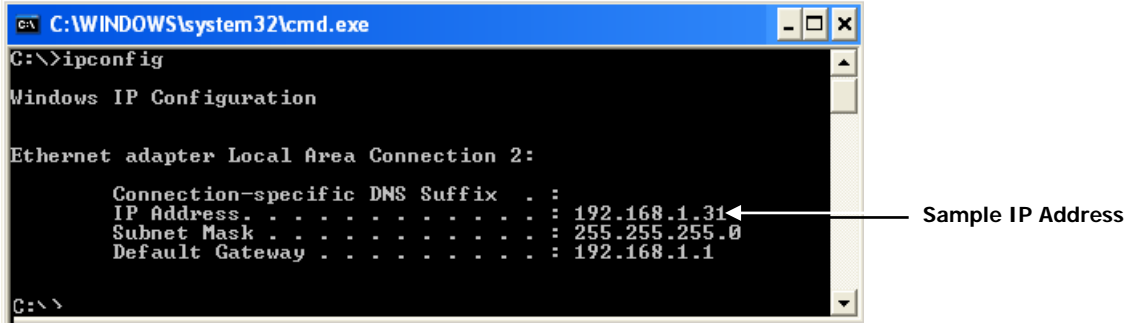 C:\WINDOWS\system32\cmd.exe
C:\>ipconfig
Windows IP Configuration
Ethernet adapter Local Area Connection 2:
Connection-specific DNS Suffix . :
IP Address. . . . . . . . . . . . : 192.168.1.31
Sample IP Address
Subnet Mask . . . . . . . . . . . : 255.255.255.0
Default Gateway . . . . . . . . . : 192.168.1.1
C:\>